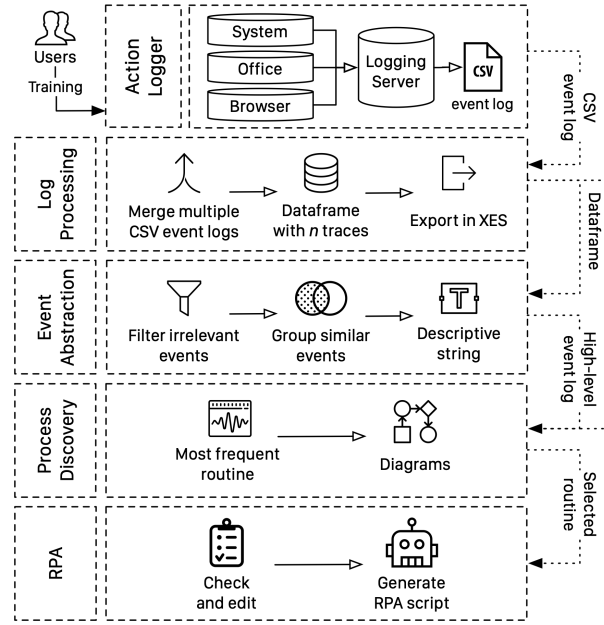 Users
Training
Action
Logger
System
Office
Browser
Logging
Server
CSV
event log
CSV
event log
Log
Processing
Merge multiple
CSV event logs
Dataframe
with n traces
Export in XES
Dataframe
Event
Abstraction
Filter irrelevant
events
Group similar
events
T
Descriptive
string
High-level
event log
Process
Discovery
Most frequent
routine
Diagrams
Selected
routine
RPA
Check
and edit
Generate
RPA script